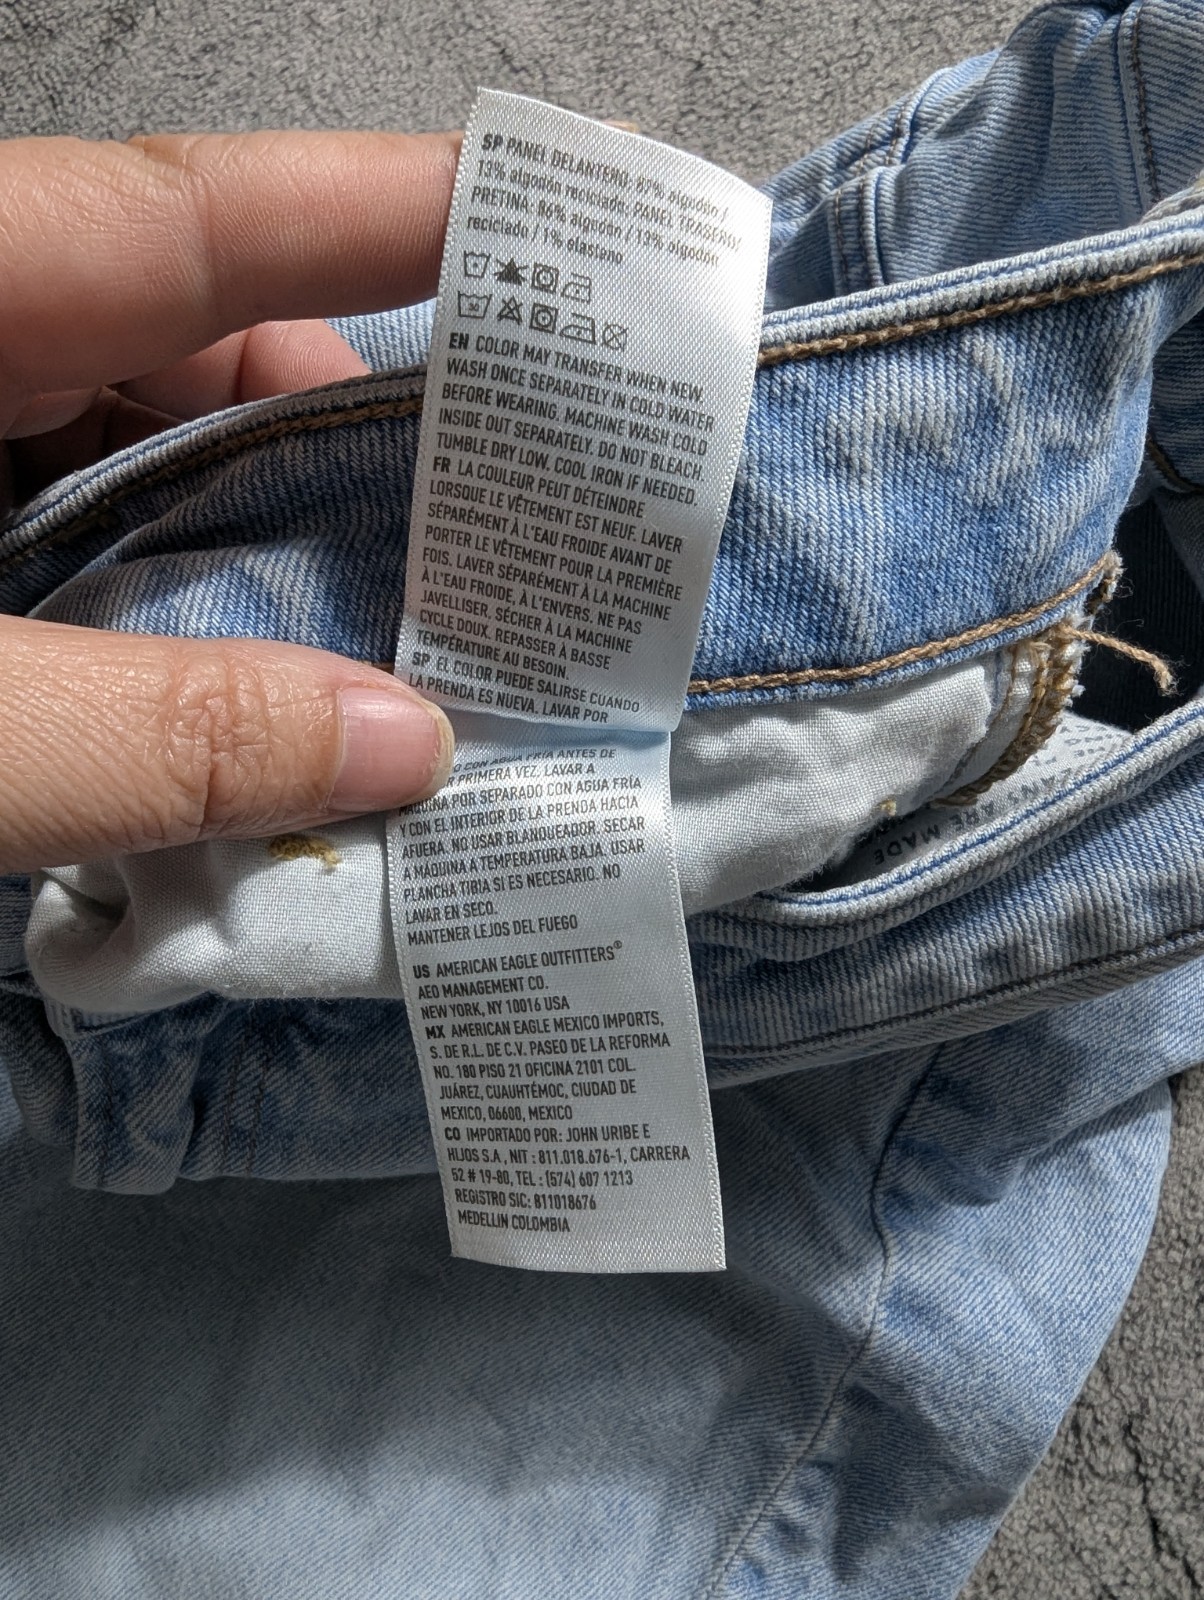 SP PANEL DELANTERO: 87% algodón /
13% algodón reciclado; PANEL TRASERO/
PRETINA: 86% algodón / 13% algodón
reciclado / 1% elastano
EN COLOR MAY TRANSFER WHEN NEW.
WASH ONCE SEPARATELY IN COLD WATER
BEFORE WEARING. MACHINE WASH COLD
INSIDE OUT SEPARATELY. DO NOT BLEACH.
TUMBLE DRY LOW. COOL IRON IF NEEDED.
FR LA COULEUR PEUT DÉTEINDRE
LORSQUE LE VÊTEMENT EST NEUF. LAVER
SÉPARÉMENT À L'EAU FROIDE AVANT DE
PORTER LE VÊTEMENT POUR LA PREMIÈRE
FOIS. LAVER SÉPARÉMENT À LA MACHINE
À L'EAU FROIDE, À L'ENVERS. NE PAS
JAVELLISER. SÉCHER À LA MACHINE
CYCLE DOUX. REPASSER À BASSE
TEMPÉRATURE AU BESOIN.
SP EL COLOR PUEDE SALIRSE CUANDO
LA PRENDA ES NUEVA. LAVAR POR
CON AGUA FRÍA ANTES DE
R PRIMERA VEZ. LAVAR A
MÁQUINA POR SEPARADO CON AGUA FRÍA
Y CON EL INTERIOR DE LA PRENDA HACIA
AFUERA. NO USAR BLANQUEADOR. SECAR
A MÁQUINA A TEMPERATURA BAJA. USAR
PLANCHA TIBIA SI ES NECESARIO. NO
LAVAR EN SECO.
MANTENER LEJOS DEL FUEGO
US AMERICAN EAGLE OUTFITTERS®
AEO MANAGEMENT CO.
NEW YORK, NY 10016 USA
MX AMERICAN EAGLE MEXICO IMPORTS,
S. DE R.L. DE C.V. PASEO DE LA REFORMA
NO. 180 PISO 21 OFICINA 2101 COL.
JUÁREZ, CUAUHTÉMOC, CIUDAD DE
MEXICO, 06600, MEXICO
CO IMPORTADO POR: JOHN URIBE E
HIJOS S.A , NIT : 811.018.676-1, CARRERA
52 # 19-80, TEL : (574) 607 1213
REGISTRO SIC: 811018676
MEDELLIN COLOMBIA
ARE MADE